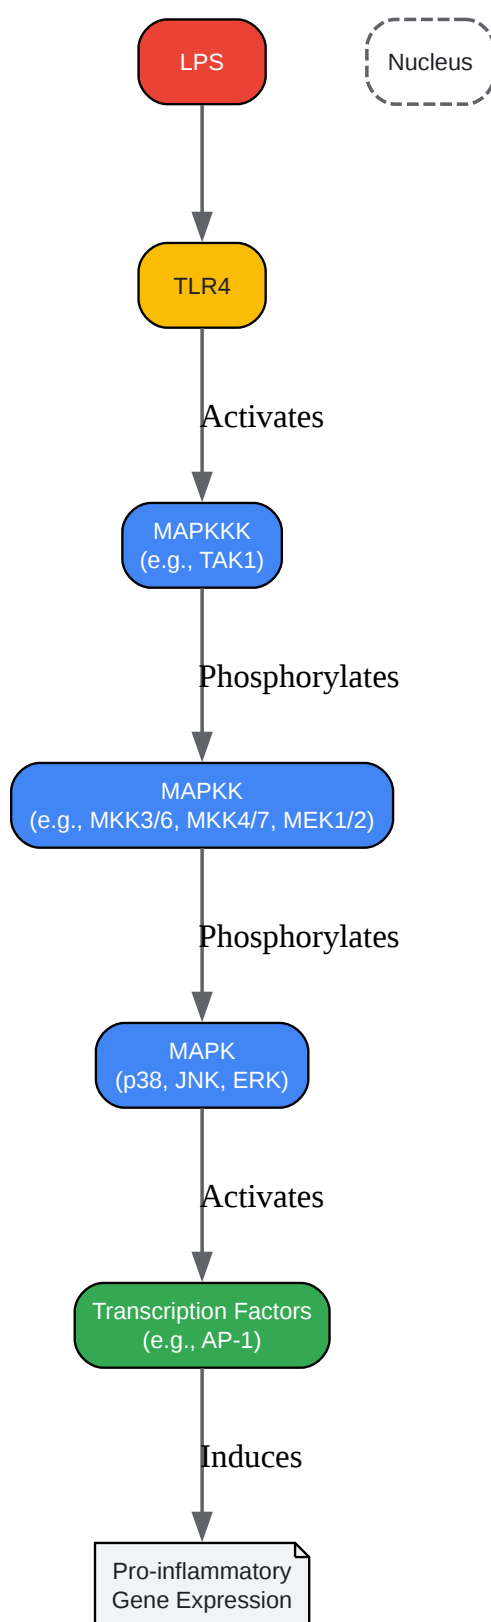 LPS
Nucleus
TLR4
Activates
MAPKKK
(e.g., TAK1)
Phosphorylates
MAPKK
(e.g., MKK3/6, MKK4/7, MEK1/2)
Phosphorylates
MAPK
(p38, JNK, ERK)
Activates
Transcription Factors
(e.g., AP-1)
Induces
Pro-inflammatory
Gene Expression